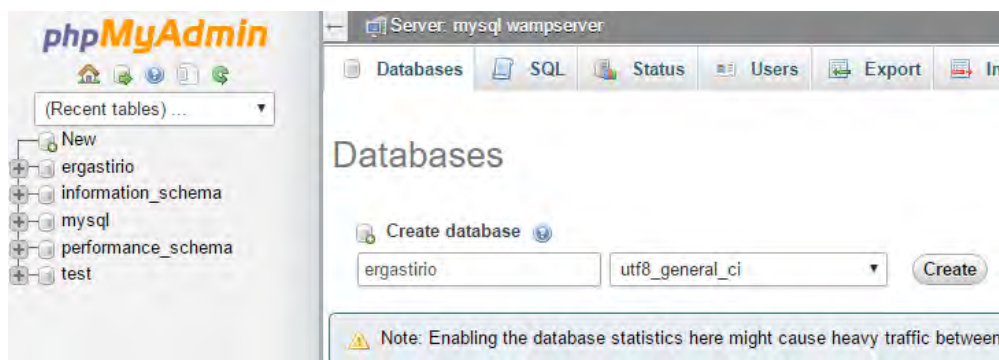 phpMyAdmin
(Recent tables) ...
New
ergastirio
information_schema
mysql
performance_schema
test
Server: mysql wampserver
Databases SQL Status Users Export
Databases
Create database
ergastirio utf8_general_ci Create
Note: Enabling the database statistics here might cause heavy traffic between